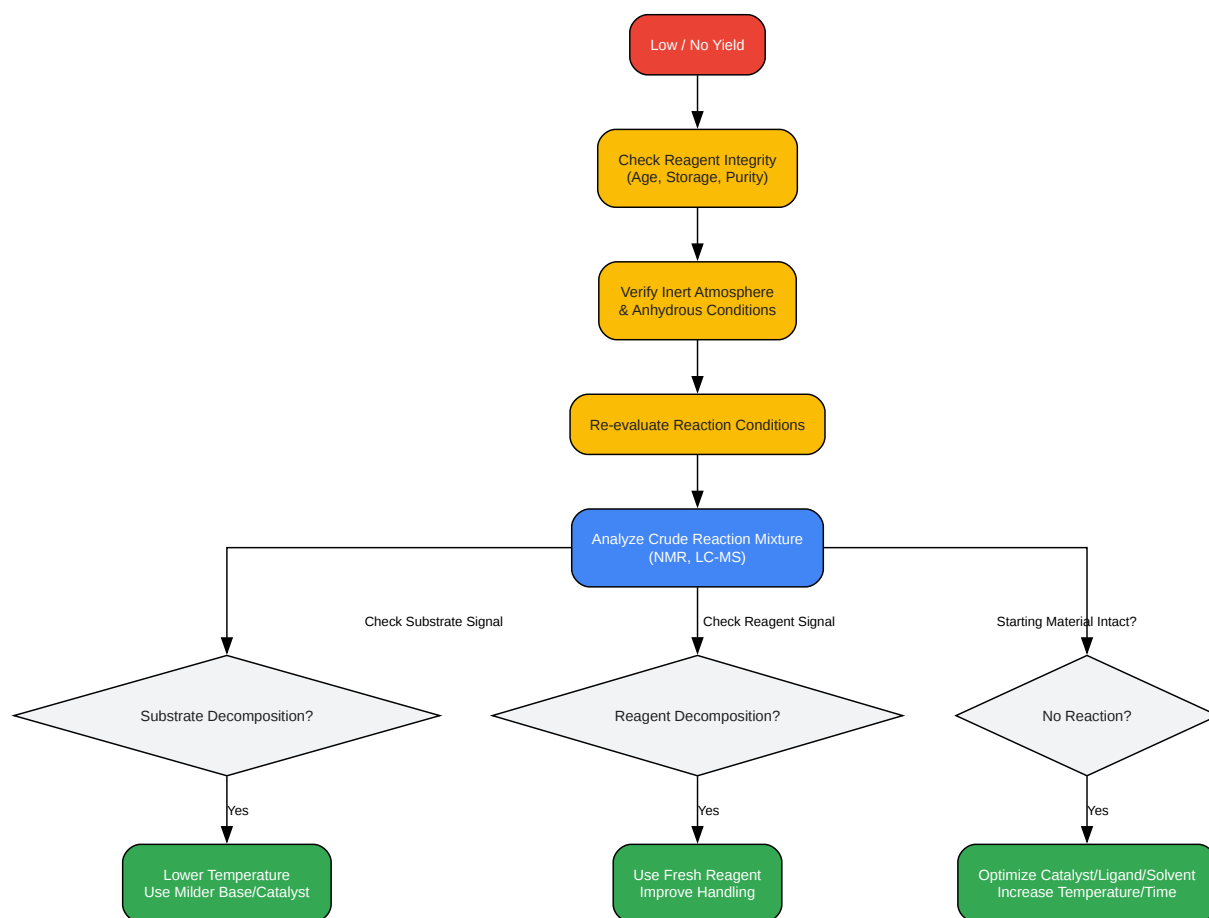 Low / No Yield
Check Reagent Integrity
(Age, Storage, Purity)
Verify Inert Atmosphere
& Anhydrous Conditions
Re-evaluate Reaction Conditions
Analyze Crude Reaction Mixture
(NMR, LC-MS)
Check Substrate Signal
Check Reagent Signal
Starting Material Intact?
Substrate Decomposition?
Reagent Decomposition?
No Reaction?
Yes
Yes
Yes
Lower Temperature
Use Milder Base/Catalyst
Use Fresh Reagent
Improve Handling
Optimize Catalyst/Ligand/Solvent
Increase Temperature/Time